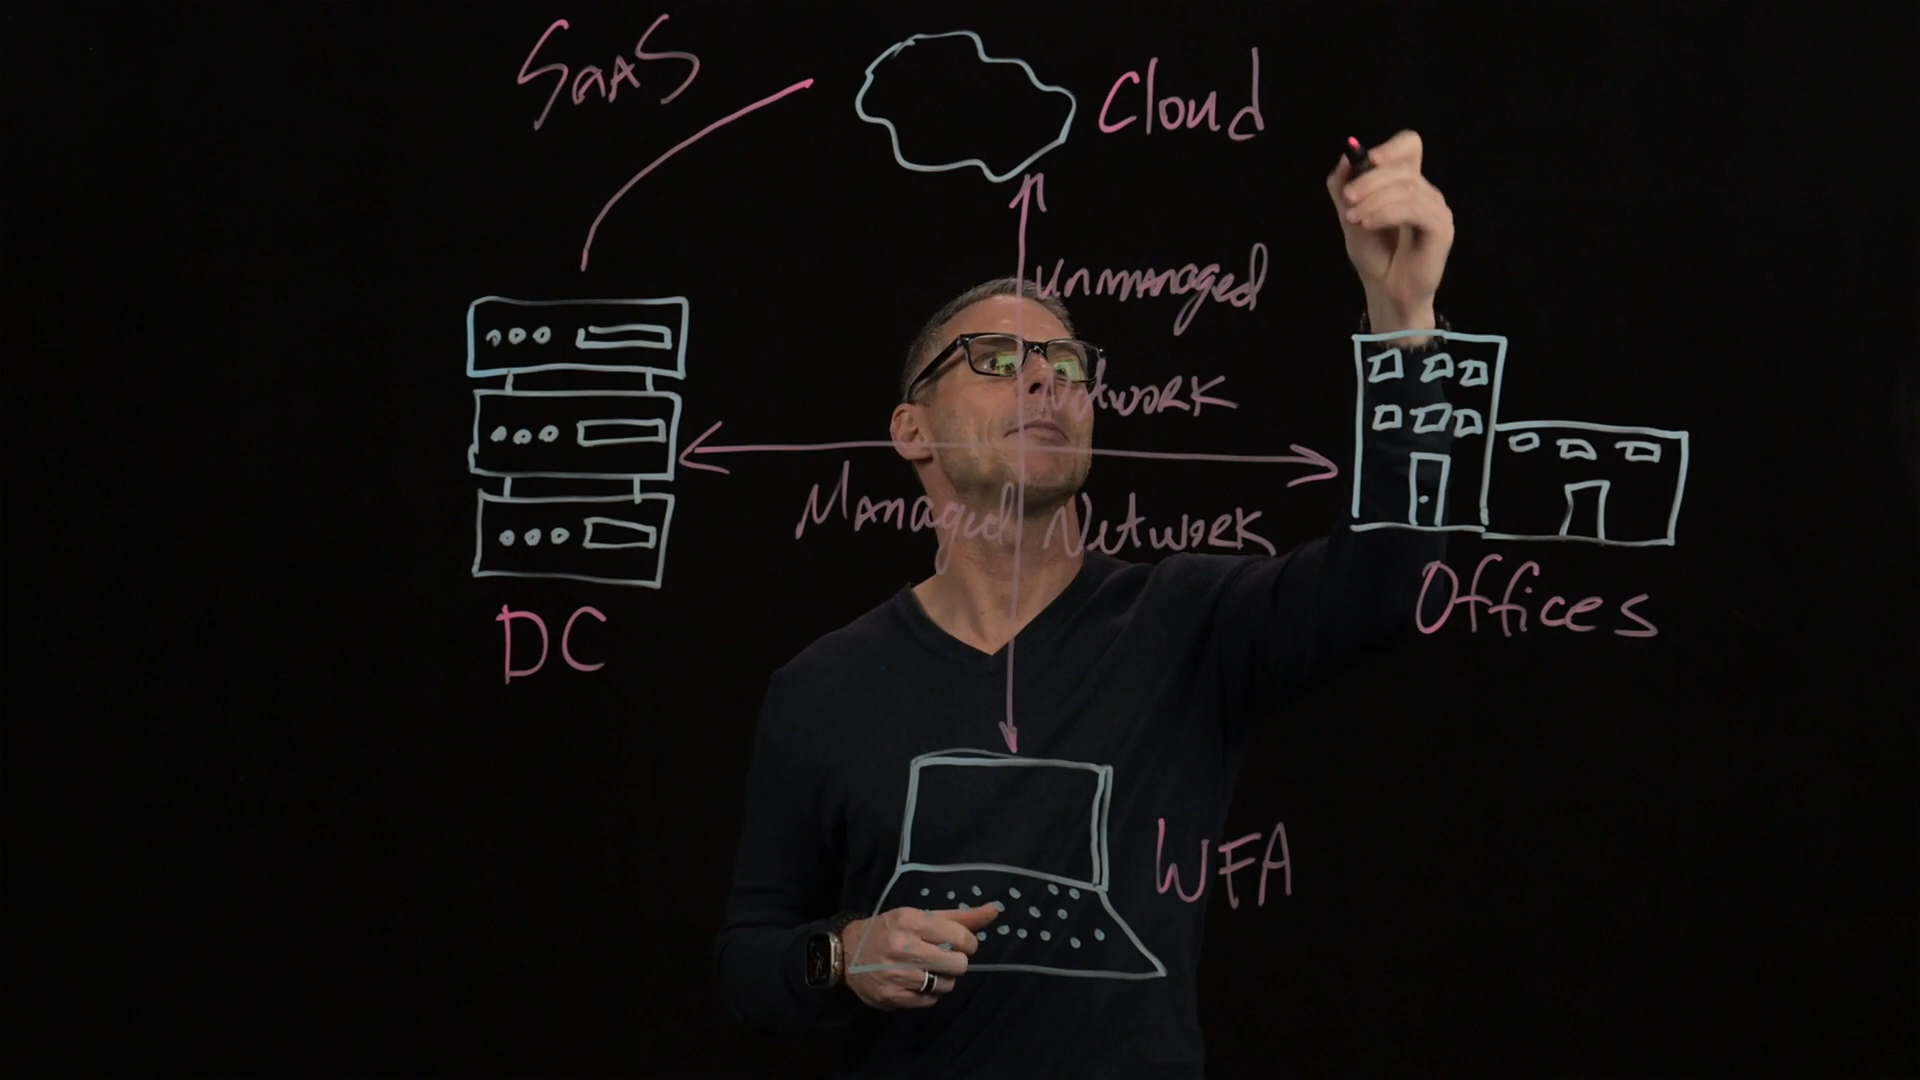 SaaS
Cloud
Unmanaged
Network
Managed Network
DC
Offices
WFA